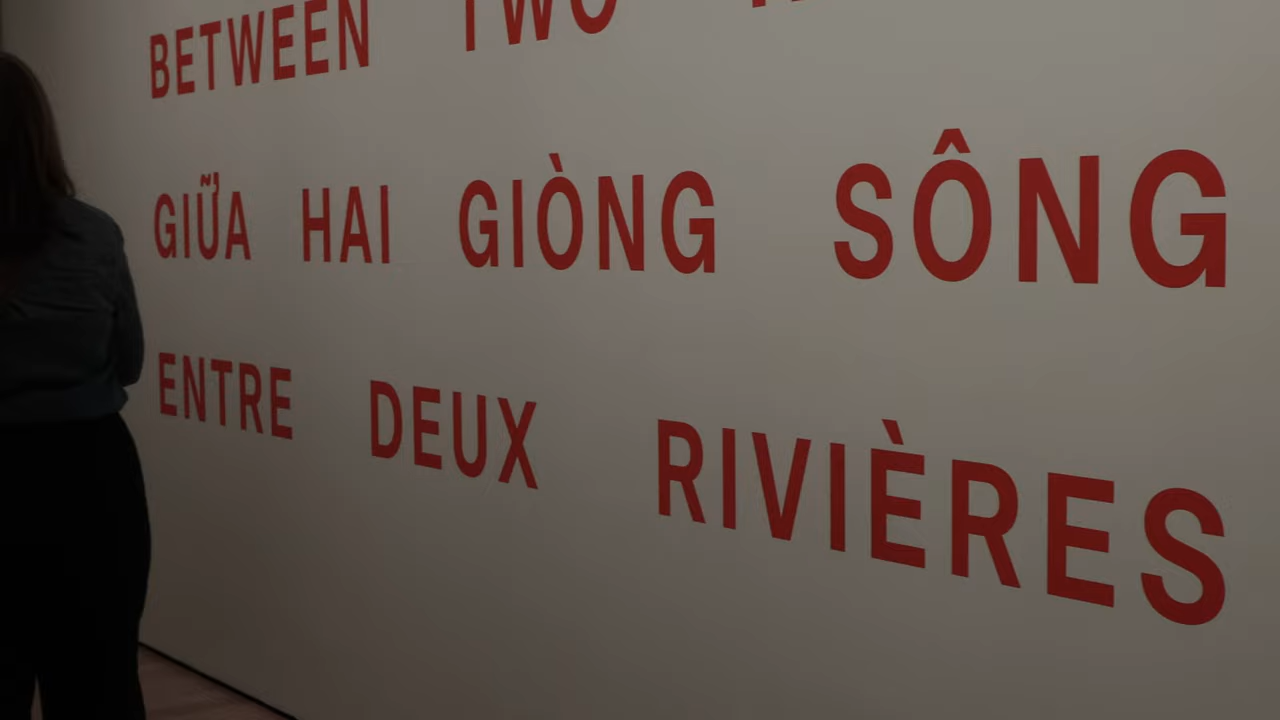 BETWEEN TWO
GIỮA HAI GIÒNG SÔNG
ENTRE DEUX RIVIÈRES